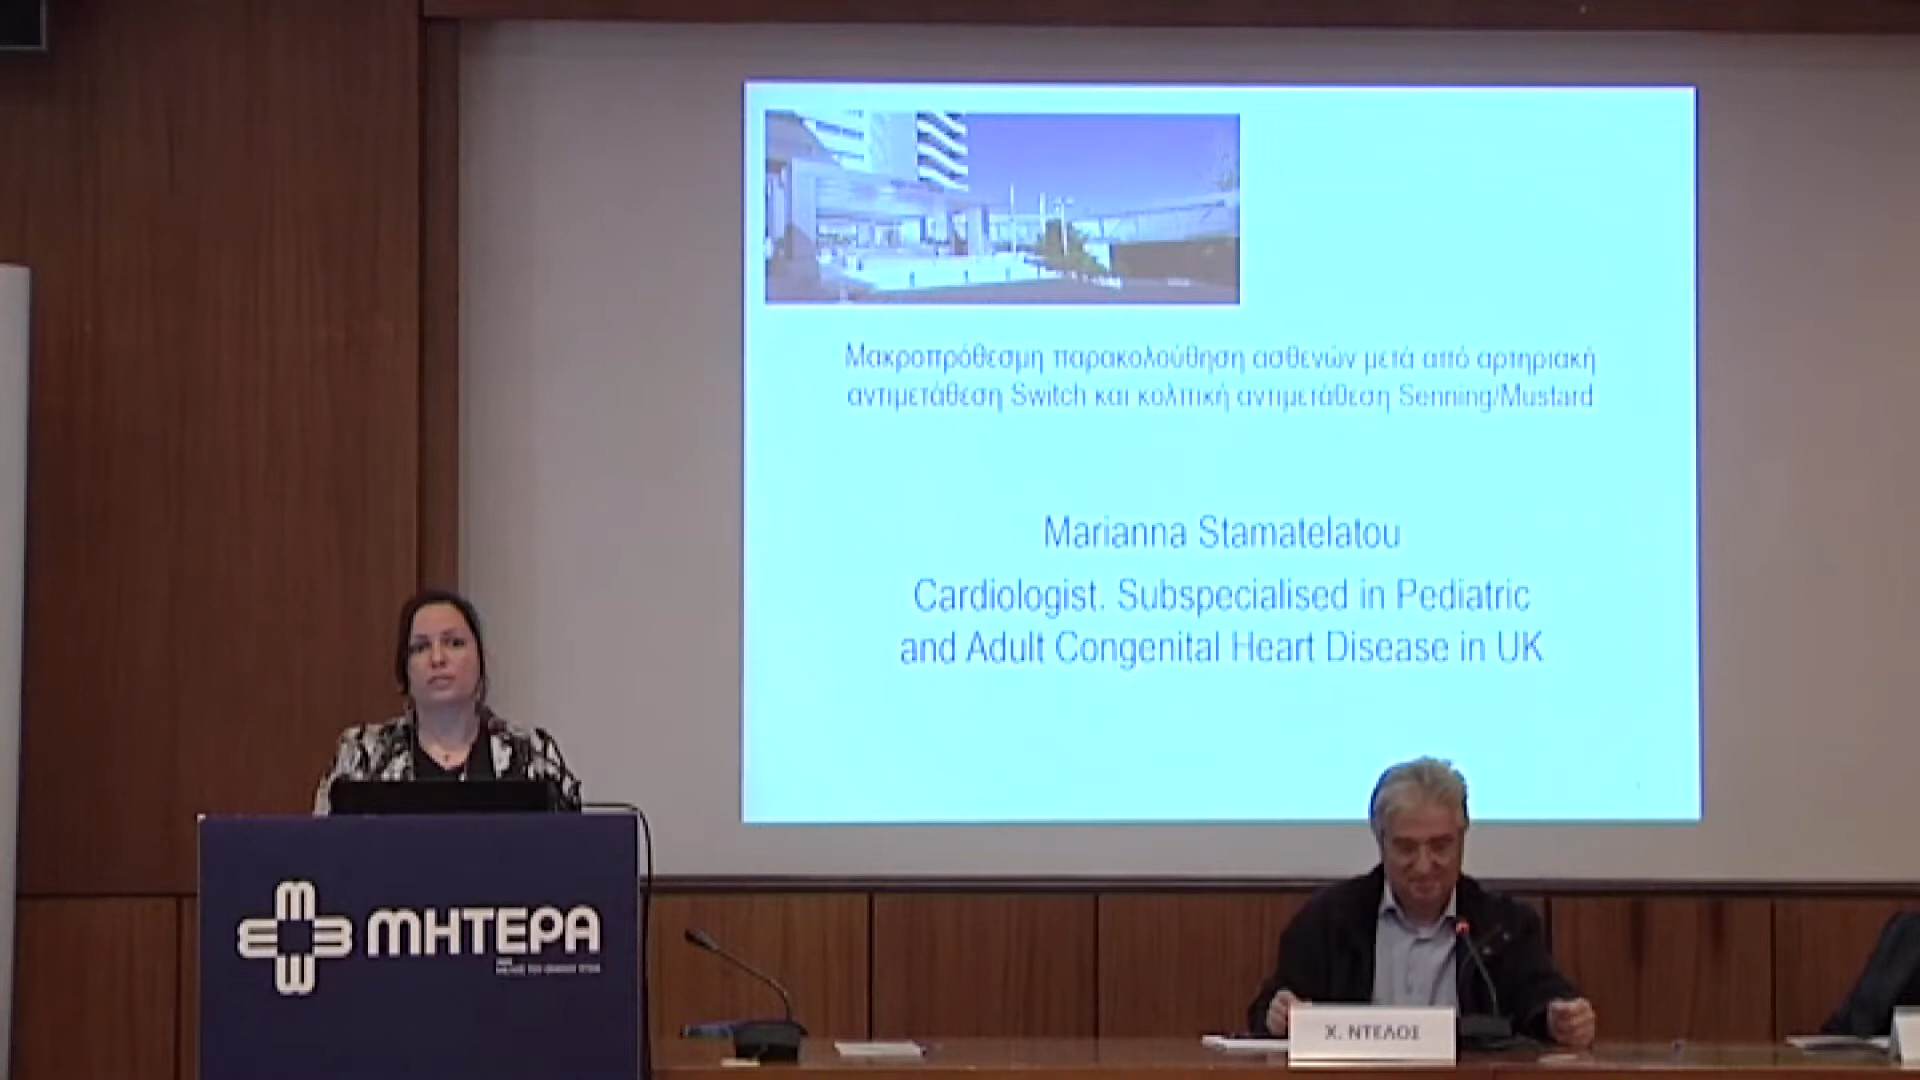 Μακροπρόθεσμη παρακολούθηση ασθενών μετά από αρτηριακή
αντιμετάθεση Switch και κολπική αντιμετάθεση Senning/Mustard
Marianna Stamatelatou
Cardiologist. Subspecialised in Pediatric
and Adult Congenital Heart Disease in UK
ΜΗΤΕΡΑ
Χ. ΝΤΕΛΟΣ